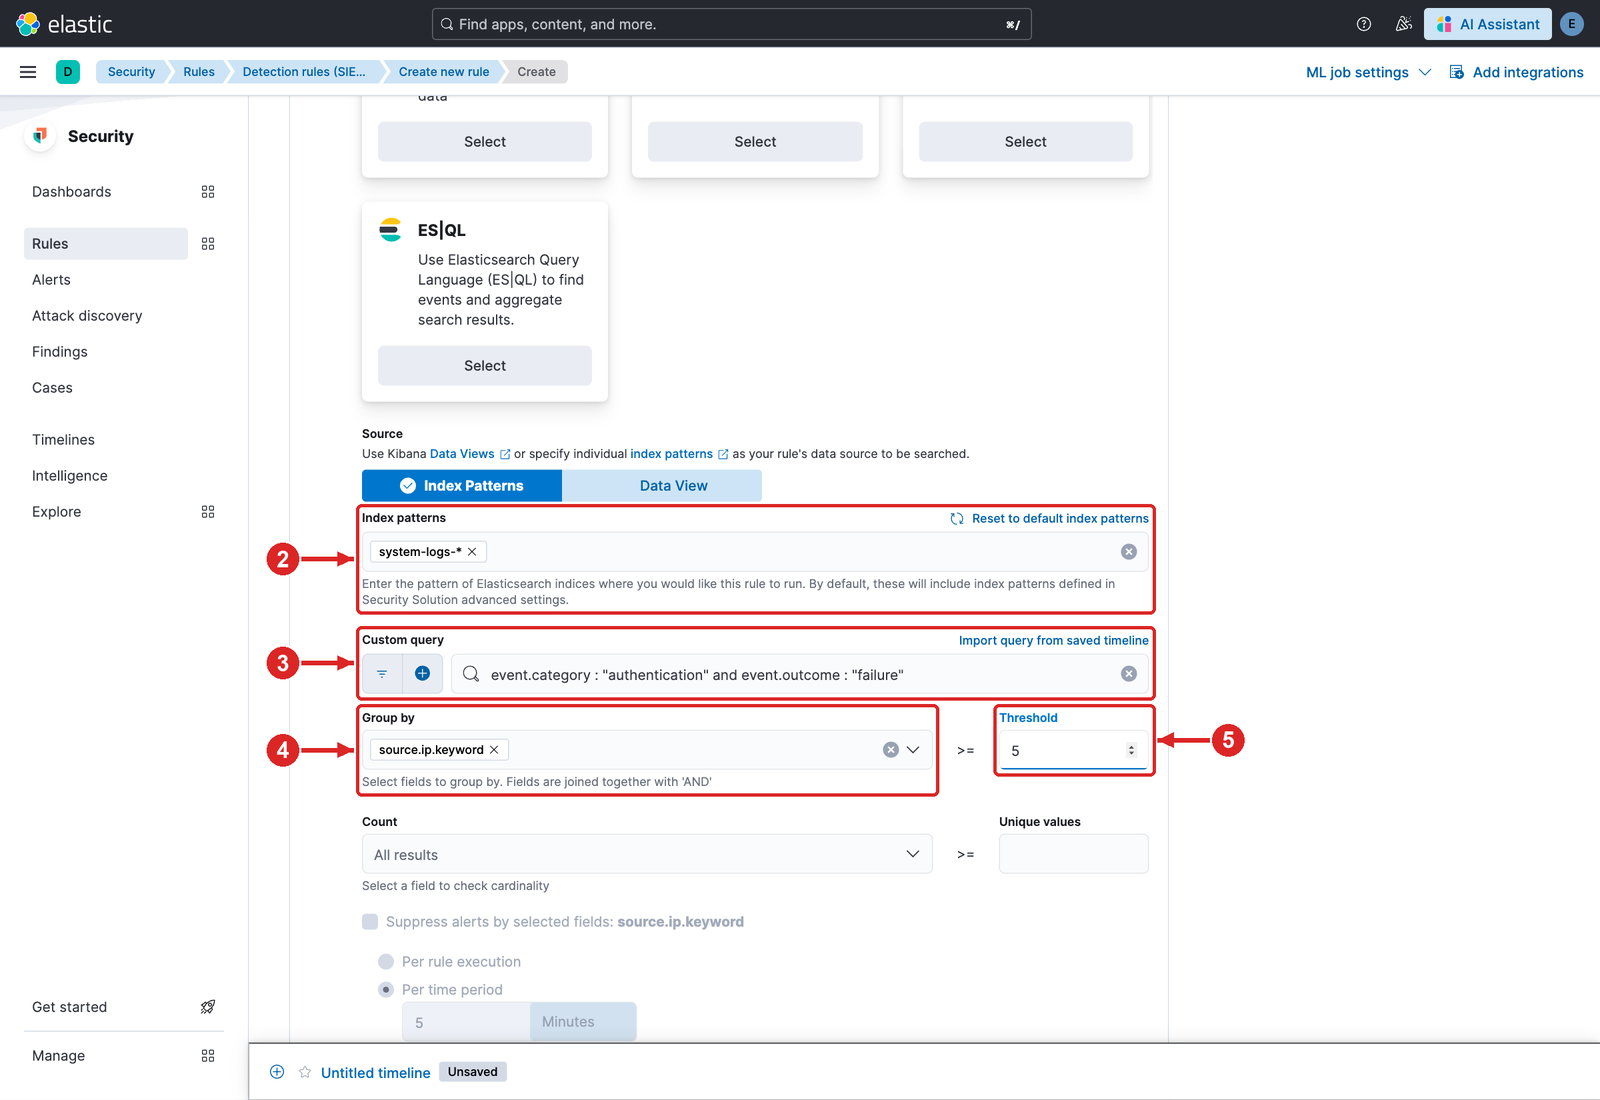 elastic
Find apps, content, and more.
⌘/
AI Assistant
E
D
Security
Rules
Detection rules (SIE...
Create new rule
Create
ML job settings
Add integrations
Security
Dashboards
Rules
Alerts
Attack discovery
Findings
Cases
Timelines
Intelligence
Explore
Get started
Manage
data
Select
Select
Select
ES|QL
Use Elasticsearch Query
Language (ES|QL) to find
events and aggregate
search results.
Select
Source
Use Kibana Data Views or specify individual index patterns as your rule's data source to be searched.
Index Patterns
Data View
Index patterns
Reset to default index patterns
2
system-logs-*
Enter the pattern of Elasticsearch indices where you would like this rule to run. By default, these will include index patterns defined in
Security Solution advanced settings.
Custom query
Import query from saved timeline
3
event.category : "authentication" and event.outcome : "failure"
Group by
Threshold
4
source.ip.keyword
>=
5
5
Select fields to group by. Fields are joined together with 'AND'
Count
Unique values
All results
>=
Select a field to check cardinality
Suppress alerts by selected fields: source.ip.keyword
Per rule execution
Per time period
5
Minutes
Untitled timeline
Unsaved